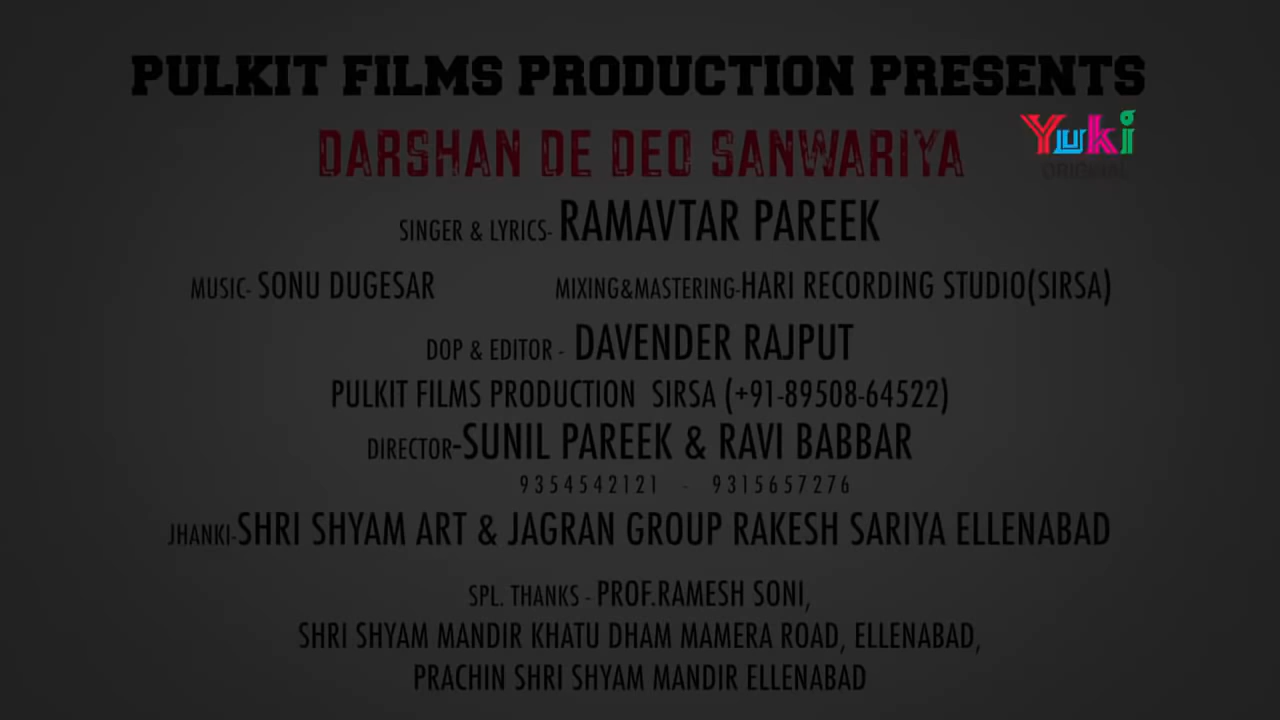 PULKIT FILMS PRODUCTION PRESENTS
Yuki
ORIGINAL
DARSHAN DE DEO SANWARIYA
SINGER & LYRICS- RAMAVTAR PAREEK
MUSIC- SONU DUGESAR MIXING&MASTERING-HARI RECORDING STUDIO(SIRSA)
DOP & EDITOR - DAVENDER RAJPUT
PULKIT FILMS PRODUCTION SIRSA (+91-89508-64522)
DIRECTOR-SUNIL PAREEK & RAVI BABBAR
9354542121 - 9315657276
JHANKI-SHRI SHYAM ART & JAGRAN GROUP RAKESH SARIYA ELLENABAD
SPL. THANKS - PROF.RAMESH SONI,
SHRI SHYAM MANDIR KHATU DHAM MAMERA ROAD, ELLENABAD,
PRACHIN SHRI SHYAM MANDIR ELLENABAD